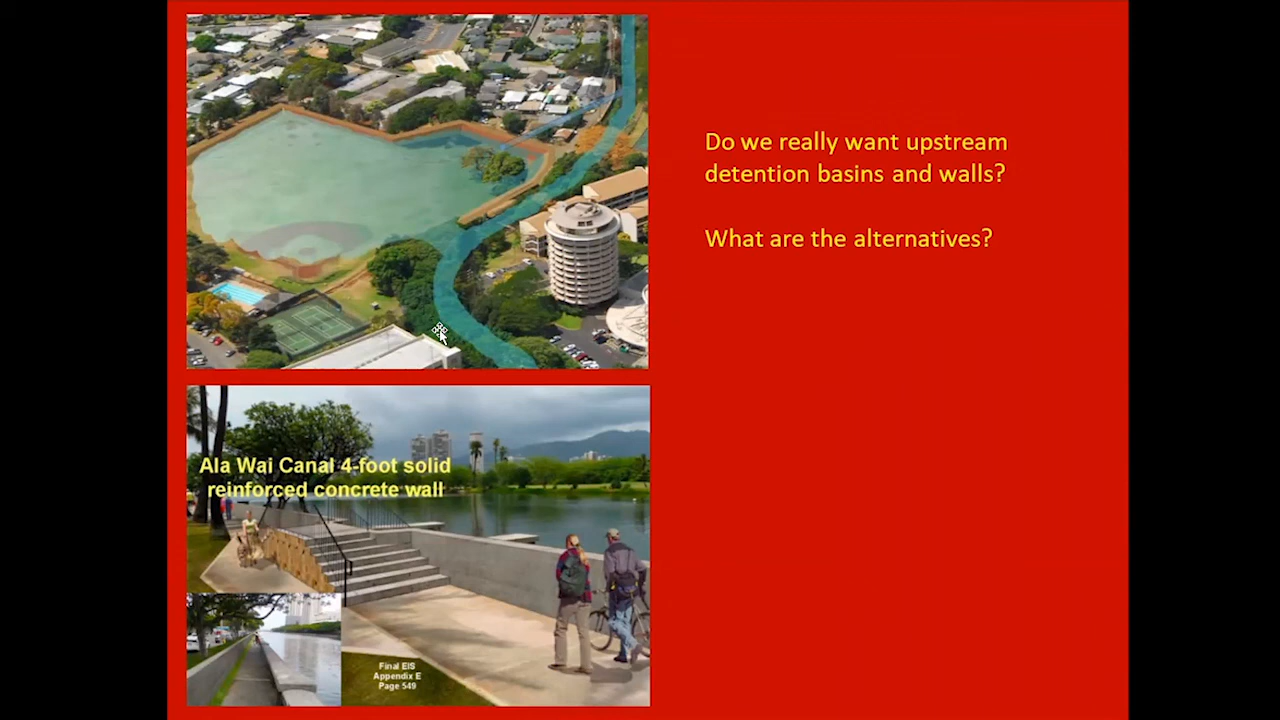 Do we really want upstream
detention basins and walls?
What are the alternatives?
Ala Wai Canal 4-foot solid
reinforced concrete wall
Final EIS
Appendix E
Page 549